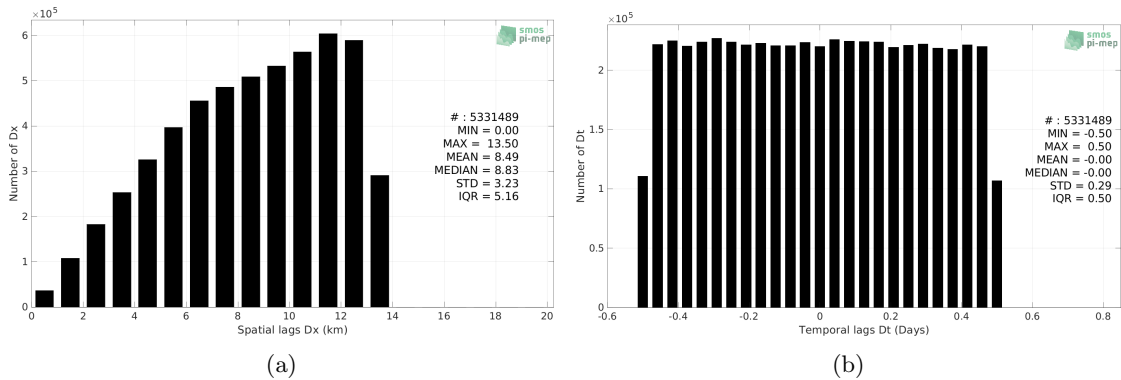 ×10⁵
6
5
4
3
2
1
0
Number of Dx
0 2 4 6 8 10 12 14 16 18 20
Spatial lags Dx (km)
smos
pi-mep
# : 5331489
MIN = 0.00
MAX = 13.50
MEAN = 8.49
MEDIAN = 8.83
STD = 3.23
IQR = 5.16
(a)
×10⁵
2
1.5
1
0.5
0
Number of Dt
-0.6 -0.4 -0.2 0 0.2 0.4 0.6 0.8
Temporal lags Dt (Days)
smos
pi-mep
# : 5331489
MIN = -0.50
MAX = 0.50
MEAN = -0.00
MEDIAN = -0.00
STD = 0.29
IQR = 0.50
(b)